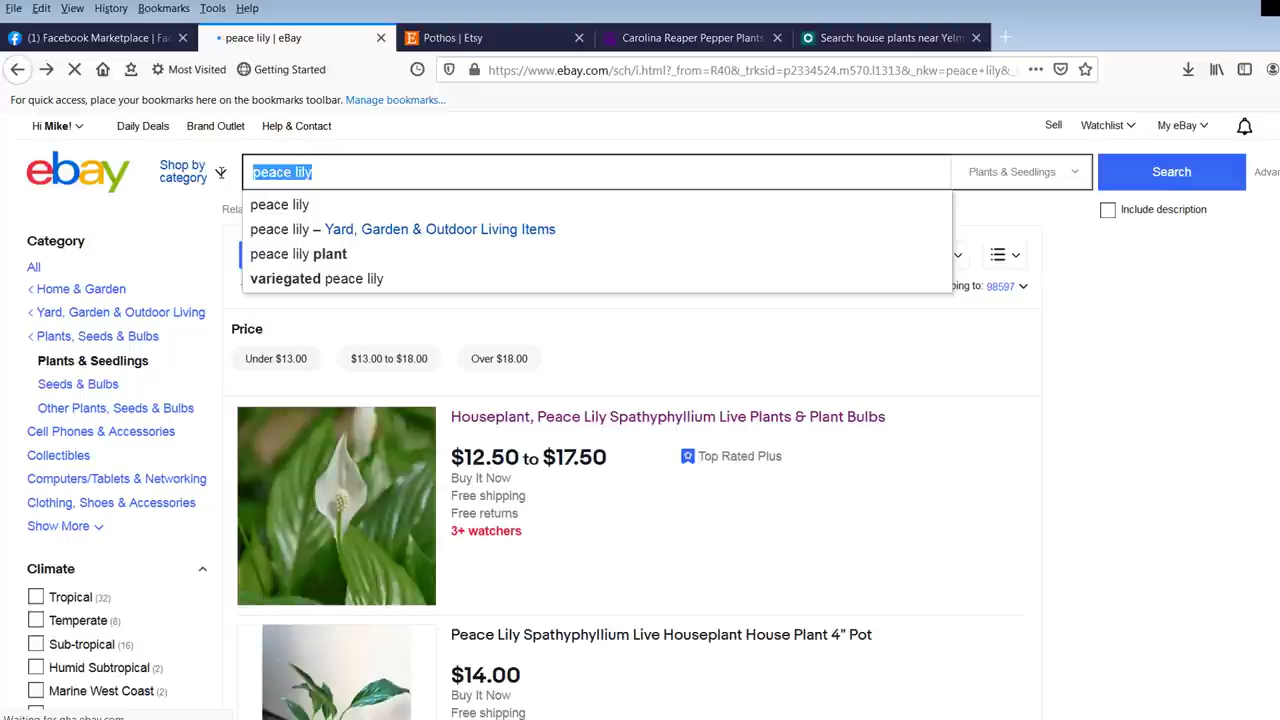 File Edit View History Bookmarks Tools Help
(1) Facebook Marketplace | Fa
peace lily | eBay
Pothos | Etsy
Carolina Reaper Pepper Plants
Search: house plants near Yelm
Most Visited Getting Started
https://www.ebay.com/sch/i.html?_from=R40&_trksid=p2334524.m570.l1313&_nkw=peace+lily&_
For quick access, place your bookmarks here on the bookmarks toolbar. Manage bookmarks...
Hi Mike! Daily Deals Brand Outlet Help & Contact
Sell Watchlist My eBay
ebay
Shop by
category
peace lily
Plants & Seedlings
Search
Advan
Rela
Include description
peace lily
peace lily – Yard, Garden & Outdoor Living Items
peace lily plant
variegated peace lily
ping to: 98597
Category
All
Home & Garden
Yard, Garden & Outdoor Living
Plants, Seeds & Bulbs
Plants & Seedlings
Seeds & Bulbs
Other Plants, Seeds & Bulbs
Cell Phones & Accessories
Collectibles
Computers/Tablets & Networking
Clothing, Shoes & Accessories
Show More
Climate
Tropical (32)
Temperate (8)
Sub-tropical (16)
Humid Subtropical (2)
Marine West Coast (2)
Price
Under $13.00
$13.00 to $18.00
Over $18.00
Houseplant, Peace Lily Spathyphyllium Live Plants & Plant Bulbs
$12.50 to $17.50
Top Rated Plus
Buy It Now
Free shipping
Free returns
3+ watchers
Peace Lily Spathyphyllium Live Houseplant House Plant 4" Pot
$14.00
Buy It Now
Free shipping